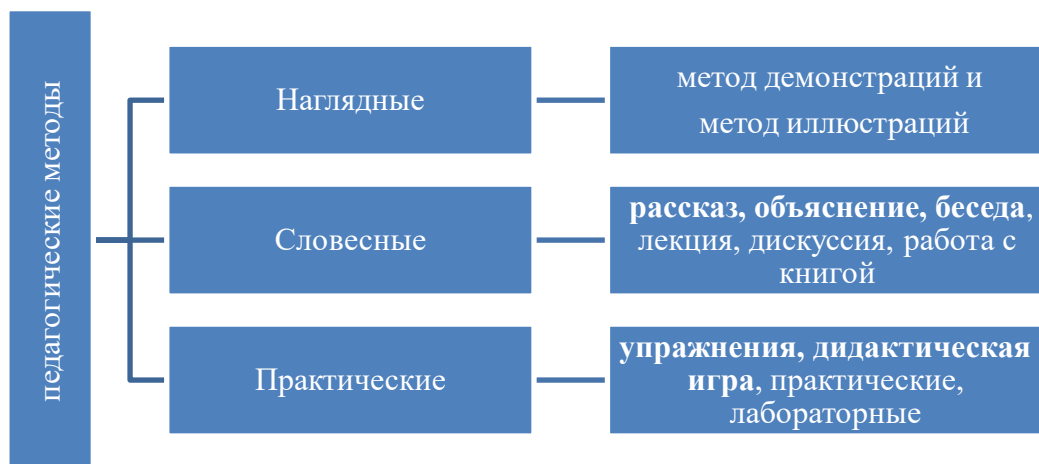 педагогические методы
Наглядные
метод демонстраций и
метод иллюстраций
Словесные
рассказ, объяснение, беседа,
лекция, дискуссия, работа с
книгой
Практические
упражнения, дидактическая
игра, практические,
лабораторные